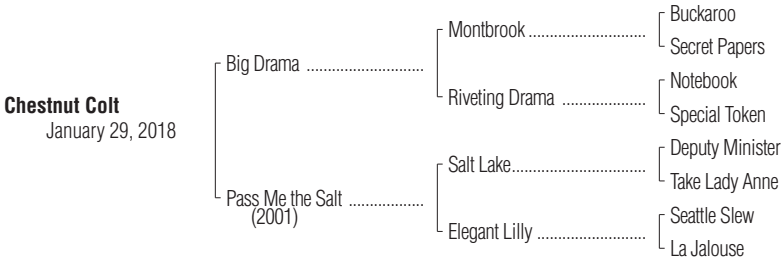 Buckaroo
Montbrook
Secret Papers
Big Drama
Notebook
Riveting Drama
Special Token
Chestnut Colt
January 29, 2018
Deputy Minister
Salt Lake
Take Lady Anne
Pass Me the Salt
(2001)
Seattle Slew
Elegant Lilly
La Jalouse